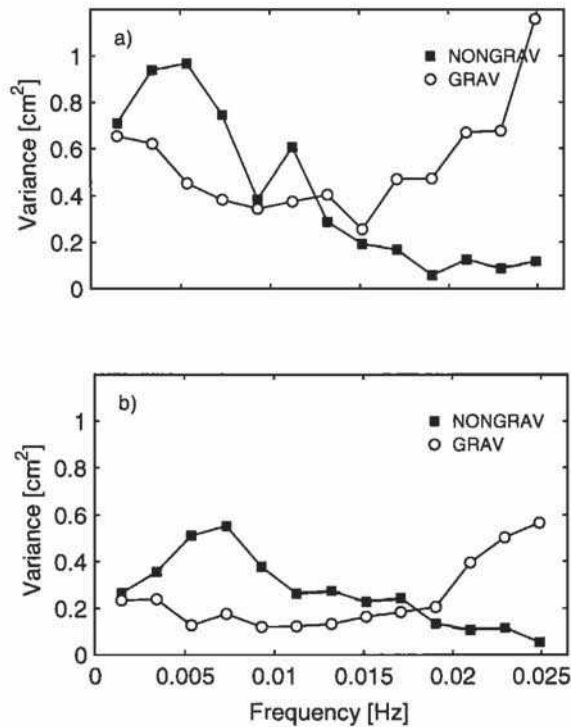 a)
NONGRAV
GRAV
Variance [cm2]
1
0.8
0.6
0.4
0.2
0
b)
NONGRAV
GRAV
Variance [cm2]
1
0.8
0.6
0.4
0.2
0
0 0.005 0.01 0.015 0.02 0.025
Frequency [Hz]